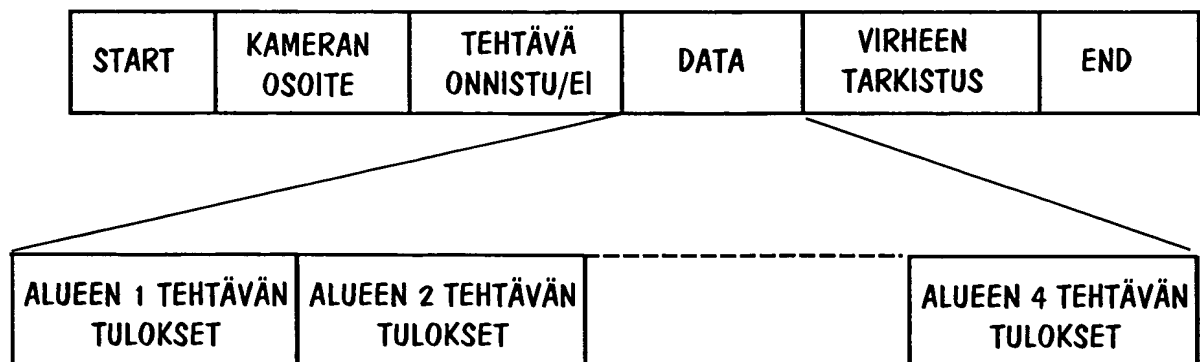 START
KAMERAN
OSOITE
TEHTÄVÄ
ONNISTU/EI
DATA
VIRHEEN
TARKISTUS
END
ALUEEN 1 TEHTÄVÄN
TULOKSET
ALUEEN 2 TEHTÄVÄN
TULOKSET
ALUEEN 4 TEHTÄVÄN
TULOKSET